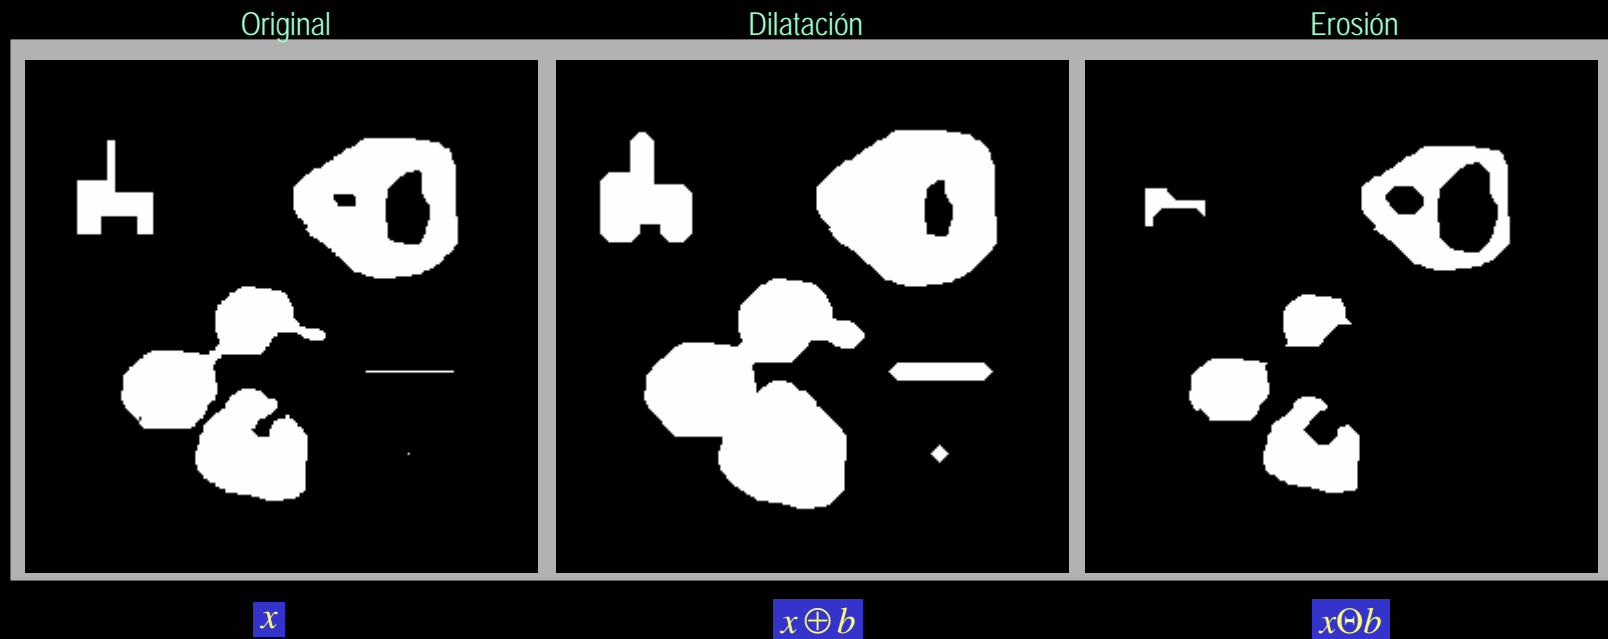 Original Dilatación Erosión
x x⊕b xΘb